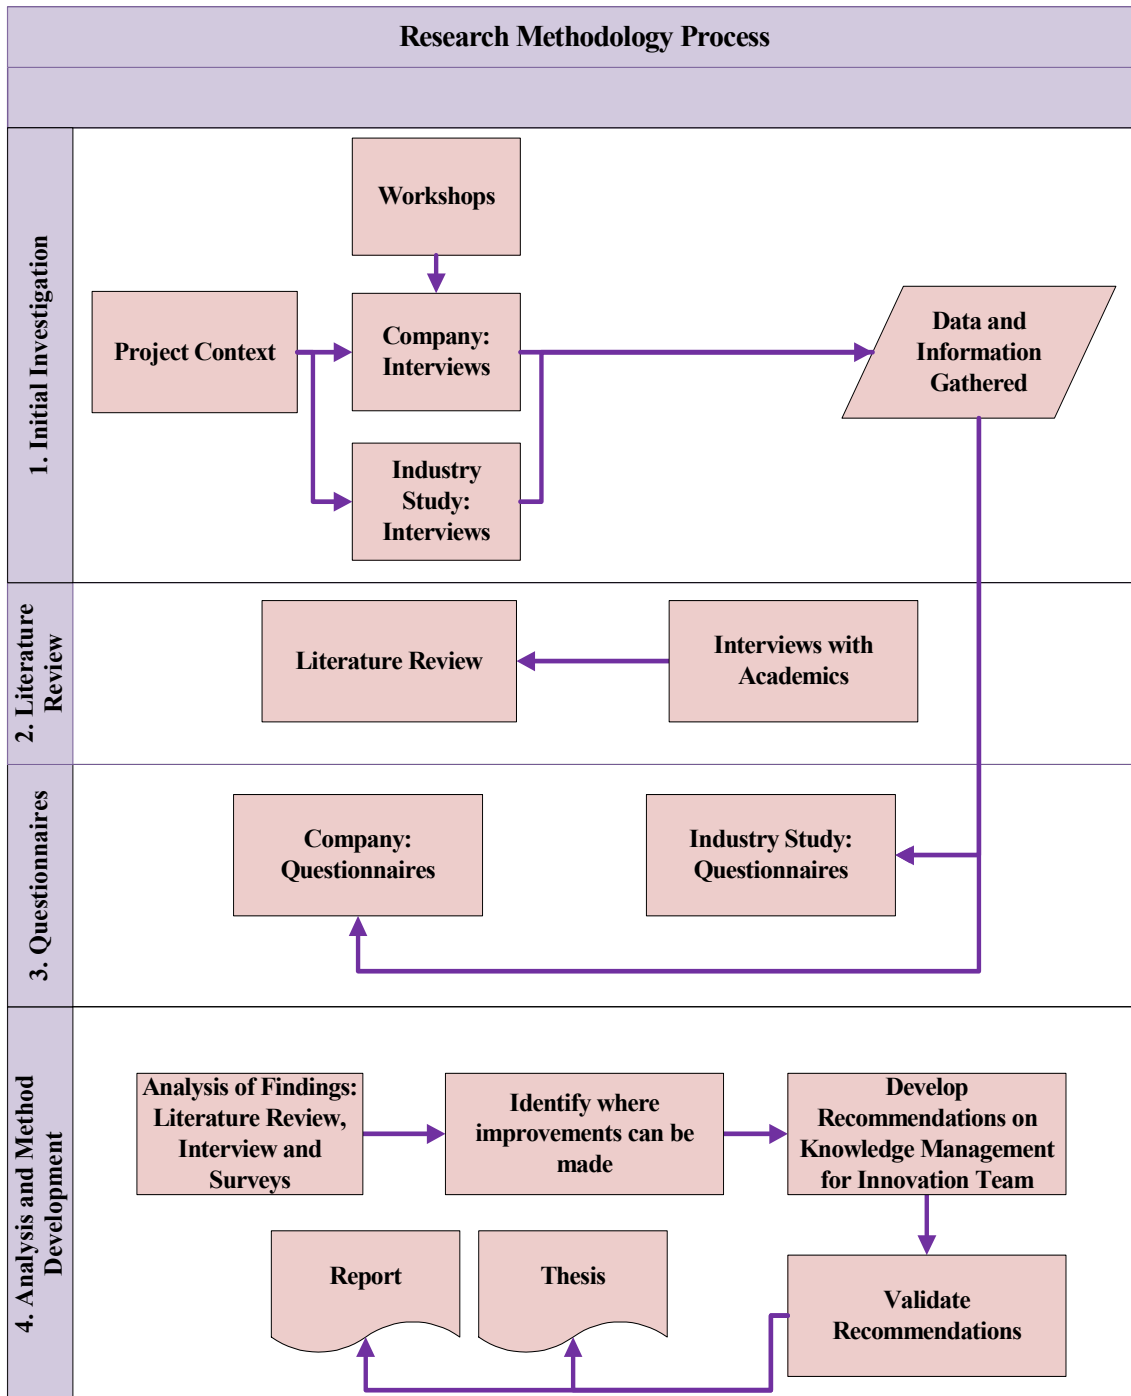 Research Methodology Process
1. Initial Investigation
Workshops
Project Context
Company:
Interviews
Data and
Information
Gathered
Industry
Study:
Interviews
2. Literature
Review
Literature Review
Interviews with
Academics
3. Questionnaires
Company:
Questionnaires
Industry Study:
Questionnaires
4. Analysis and Method
Development
Analysis of Findings:
Literature Review,
Interview and
Surveys
Identify where
improvements can be
made
Develop
Recommendations on
Knowledge Management
for Innovation Team
Report
Thesis
Validate
Recommendations